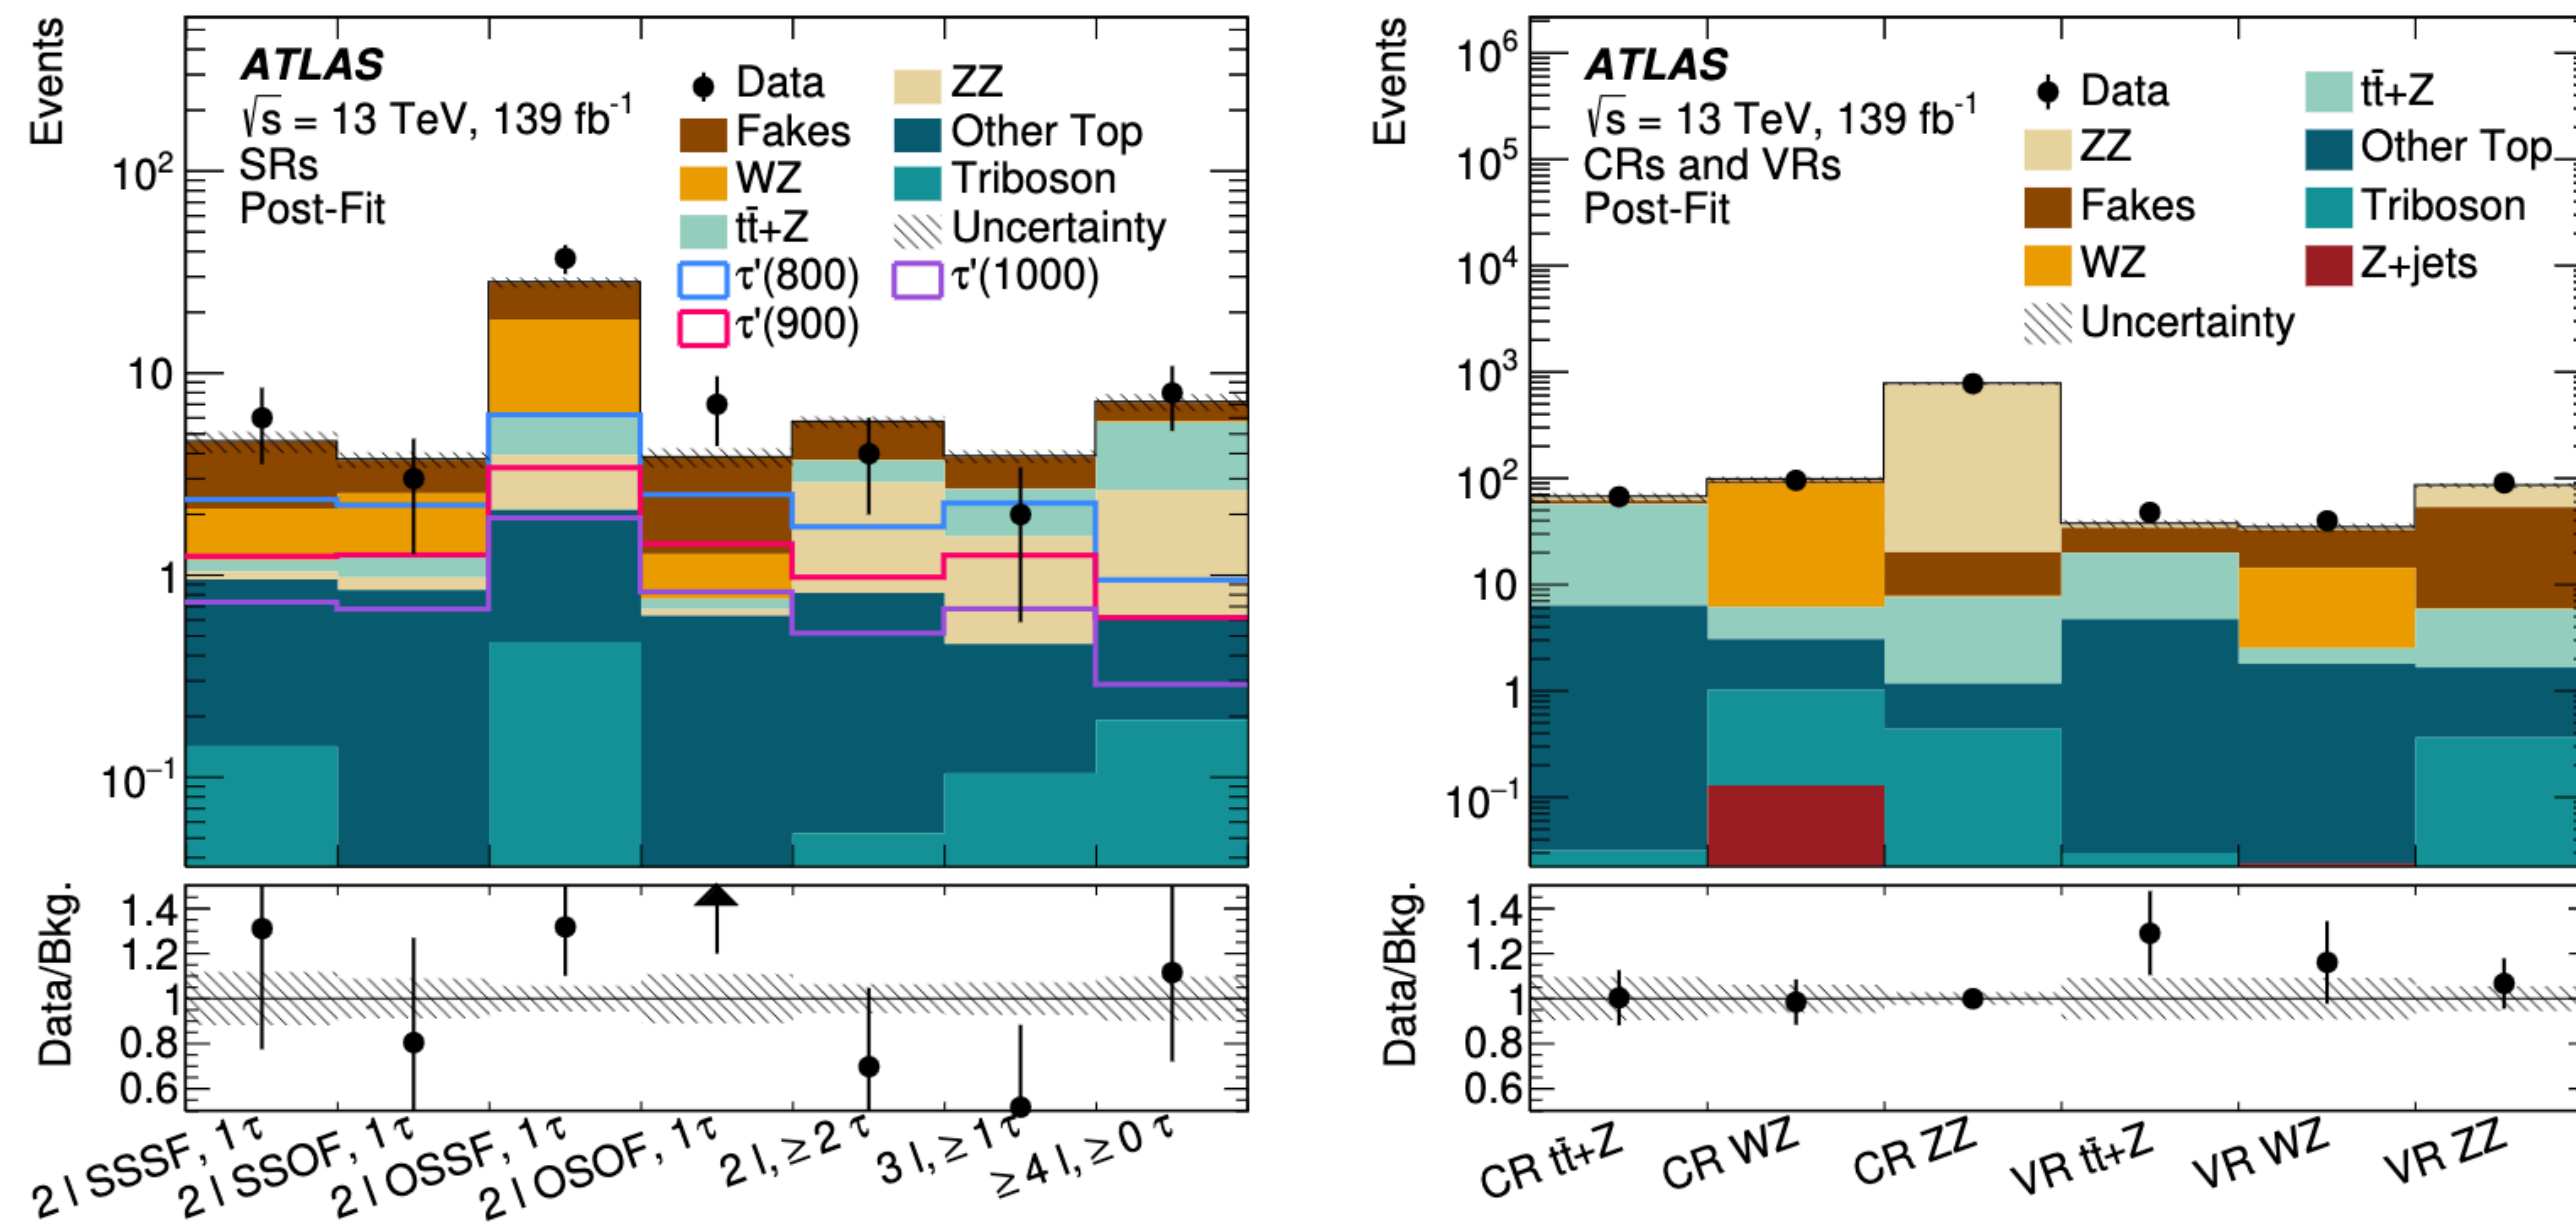 Events
ATLAS
√s = 13 TeV, 139 fb⁻¹
SRs
Post-Fit
Data
Fakes
WZ
tt̄+Z
τ'(800)
τ'(900)
ZZ
Other Top
Triboson
Uncertainty
τ'(1000)
10²
10
1
10⁻¹
Data/Bkg.
1.4
1.2
1
0.8
0.6
2 l SSSF, 1 τ
2 l SSOF, 1 τ
2 l OSSF, 1 τ
2 l OSOF, 1 τ
2 l, ≥ 2 τ
3 l, ≥ 1 τ
≥ 4 l, ≥ 0 τ
Events
ATLAS
√s = 13 TeV, 139 fb⁻¹
CRs and VRs
Post-Fit
Data
ZZ
Fakes
WZ
Uncertainty
tt̄+Z
Other Top
Triboson
Z+jets
10⁶
10⁵
10⁴
10³
10²
10
1
10⁻¹
Data/Bkg.
1.4
1.2
1
0.8
0.6
CR tt̄+Z
CR WZ
CR ZZ
VR tt̄+Z
VR WZ
VR ZZ